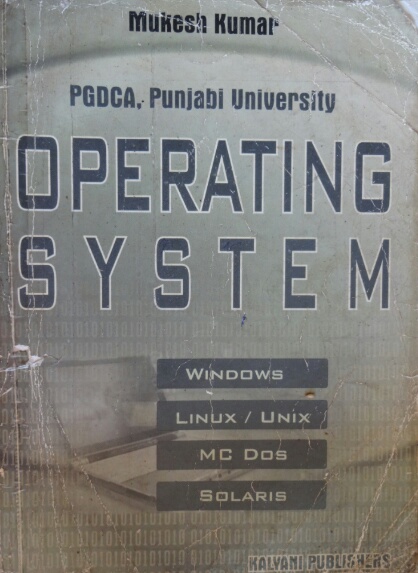 Mukesh Kumar
PGDCA, Punjabi University
OPERATING
SYSTEM
WINDOWS
LINUX / UNIX
MC DOS
SOLARIS
KALYANI PUBLISHERS